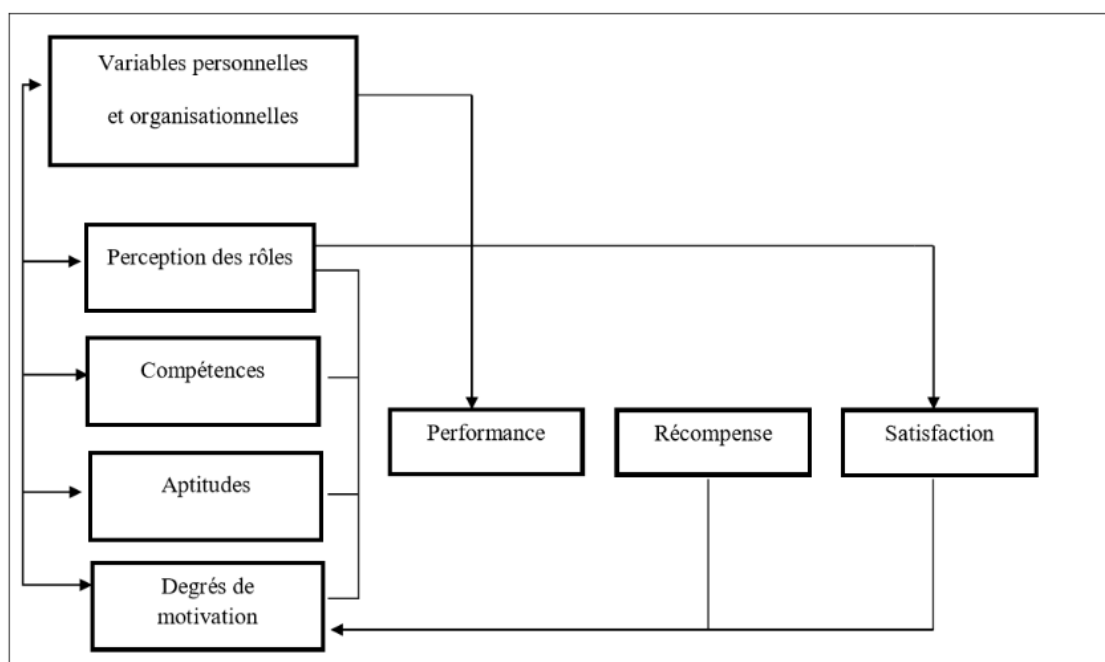 Variables personnelles
et organisationnelles
Perception des rôles
Compétences
Performance
Récompense
Satisfaction
Aptitudes
Degrés de
motivation